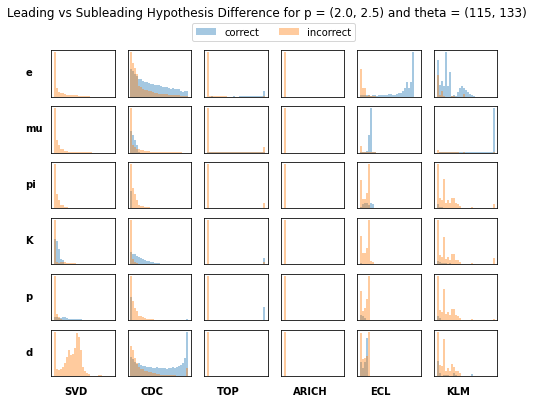 Leading vs Subleading Hypothesis Difference for p = (2.0, 2.5) and theta = (115, 133)
correct incorrect
e
mu
pi
K
p
d
SVD CDC TOP ARICH ECL KLM